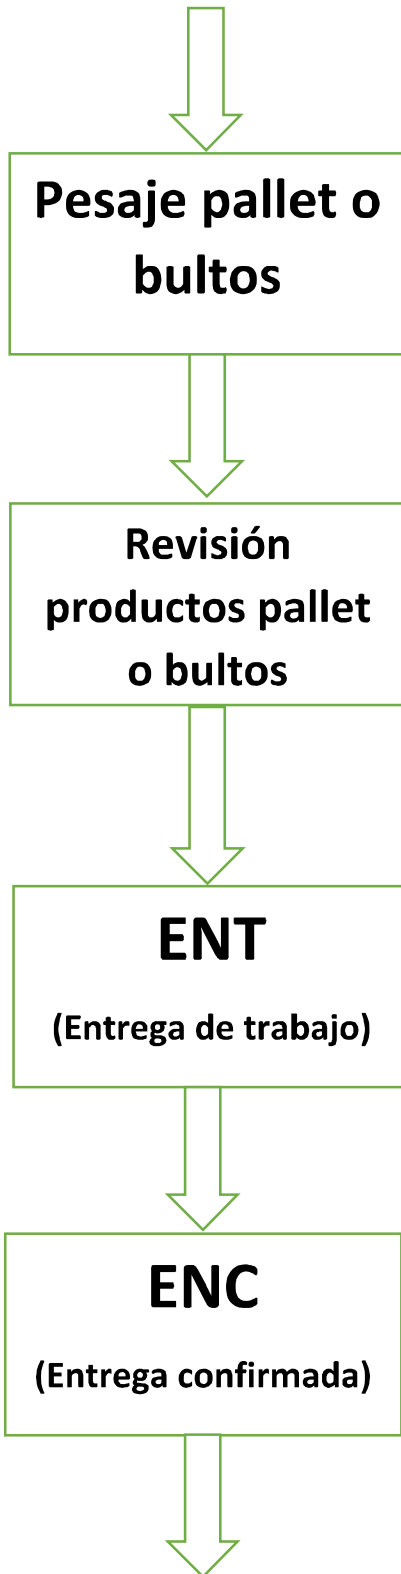 Pesaje pallet o
bultos
Revisión
productos pallet
o bultos
ENT
(Entrega de trabajo)
ENC
(Entrega confirmada)